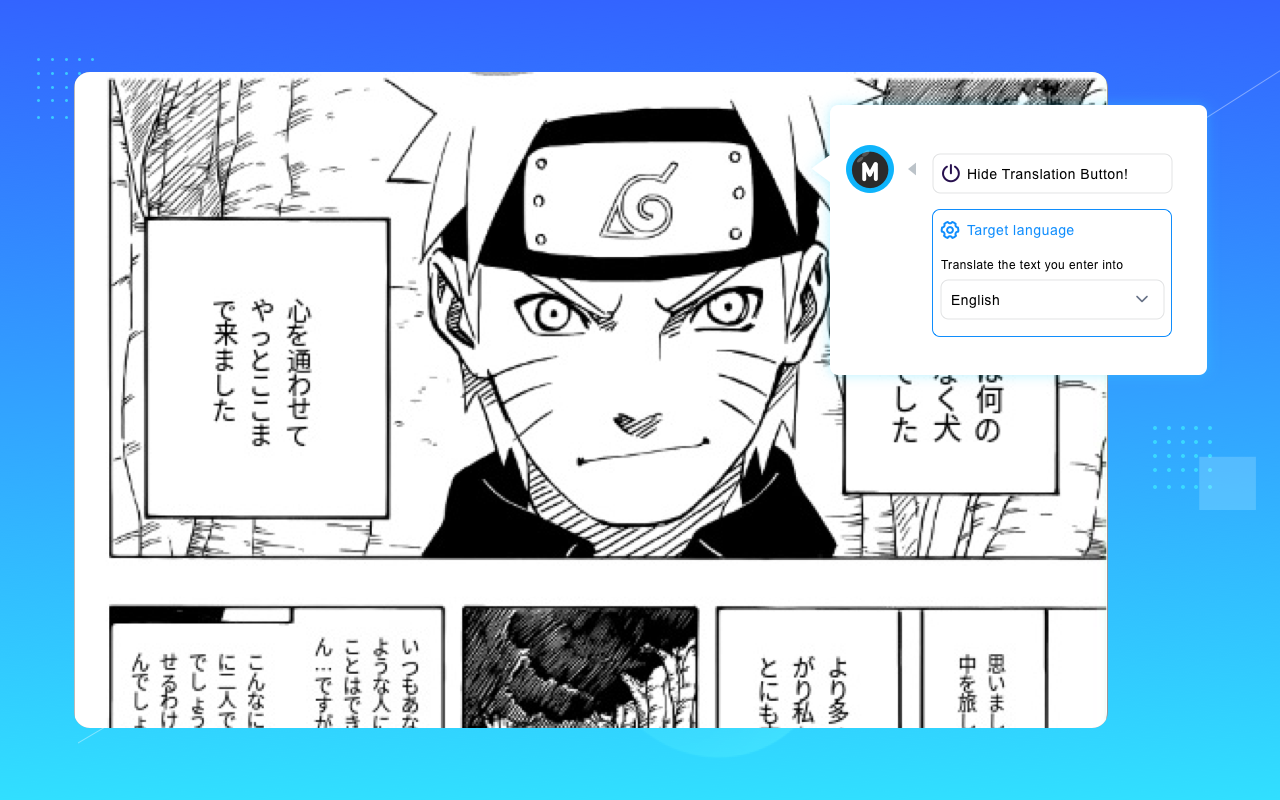 は何の
なく犬
でした
心を通わせて
やっとここま
で来ました
思いまし
中を旅し
より多
がり私
とにも
いつもあな
ような人に
ことはでき
ん…ですが
こんなに
に二人で
でしょう
せるわけ
んでしょ
M
Hide Translation Button!
Target language
Translate the text you enter into
English